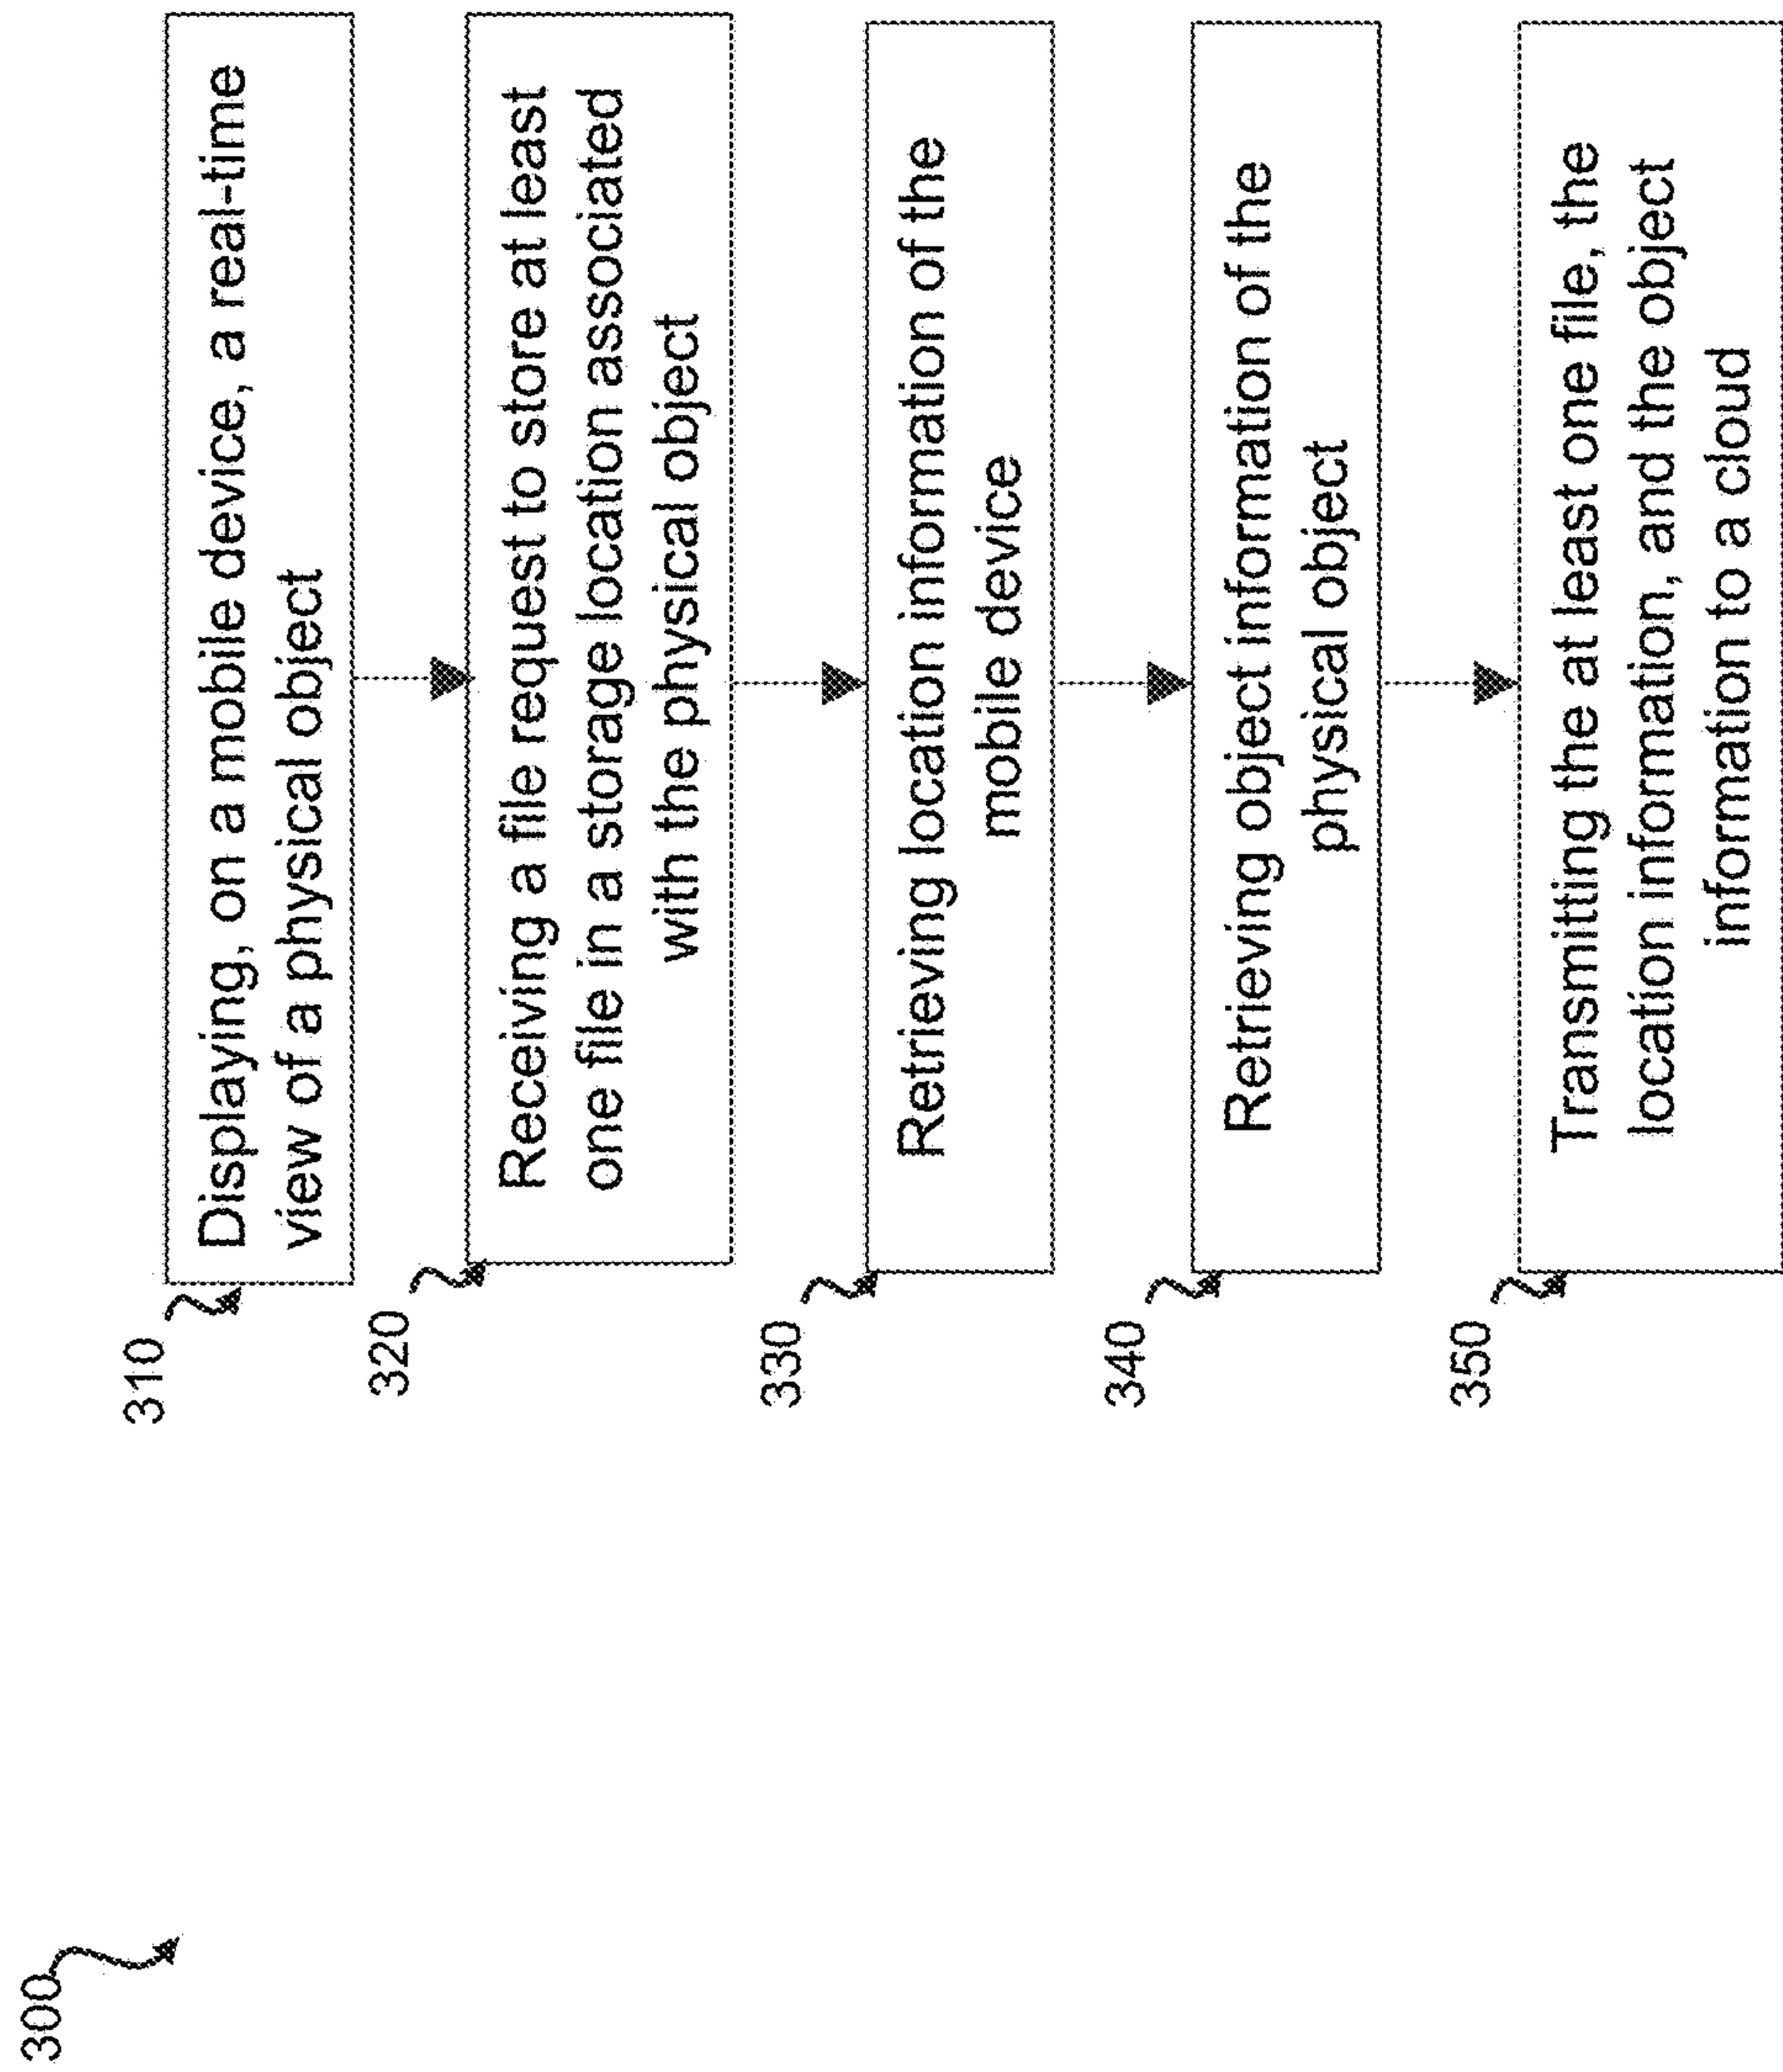 300
310
Displaying, on a mobile device, a real-time
view of a physical object
320
Receiving a file request to store at least
one file in a storage location associated
with the physical object
330
Retrieving location information of the
mobile device
340
Retrieving object information of the
physical object
350
Transmitting the at least one file, the
location information, and the object
information to a cloud